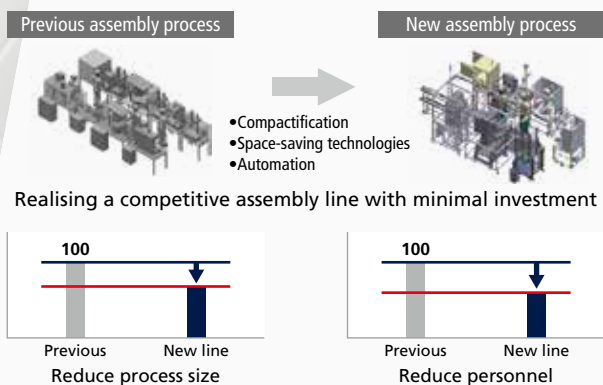 Previous assembly process
New assembly process
•Compactification
•Space-saving technologies
•Automation
Realising a competitive assembly line with minimal investment
100
Previous New line
Reduce process size
100
Previous New line
Reduce personnel